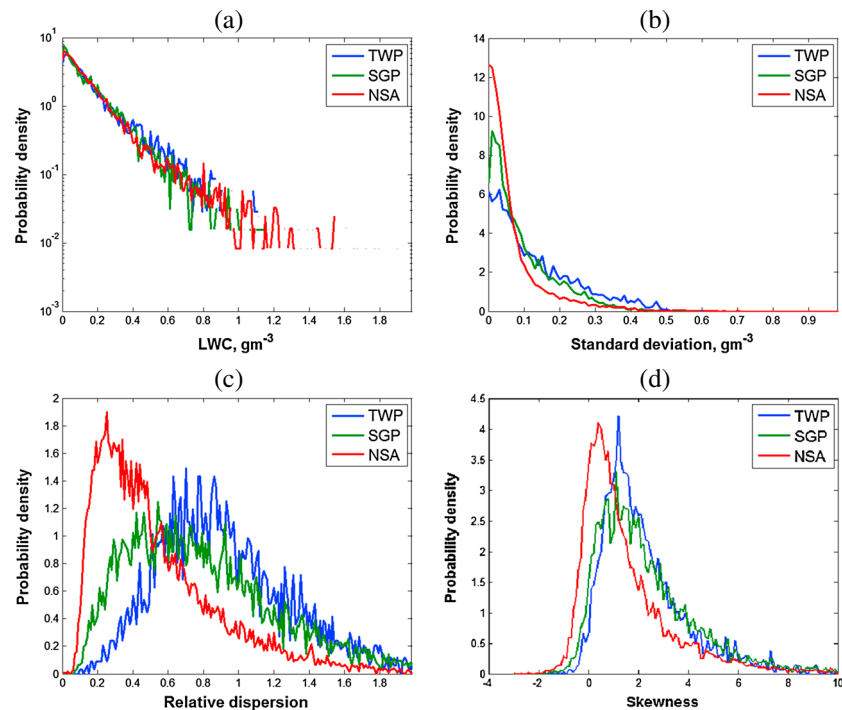 (a)
10^1
10^0
10^-1
10^-2
10^-3
Probability density
0 0.2 0.4 0.6 0.8 1 1.2 1.4 1.6 1.8
LWC, gm^-3
TWP
SGP
NSA
(b)
14
12
10
8
6
4
2
0
Probability density
0 0.1 0.2 0.3 0.4 0.5 0.6 0.7 0.8 0.9
Standard deviation, gm^-3
TWP
SGP
NSA
(c)
2
1.8
1.6
1.4
1.2
1
0.8
0.6
0.4
0.2
0
Probability density
0 0.2 0.4 0.6 0.8 1 1.2 1.4 1.6 1.8
Relative dispersion
TWP
SGP
NSA
(d)
4.5
4
3.5
3
2.5
2
1.5
1
0.5
0
Probability density
-4 -2 0 2 4 6 8 10
Skewness
TWP
SGP
NSA